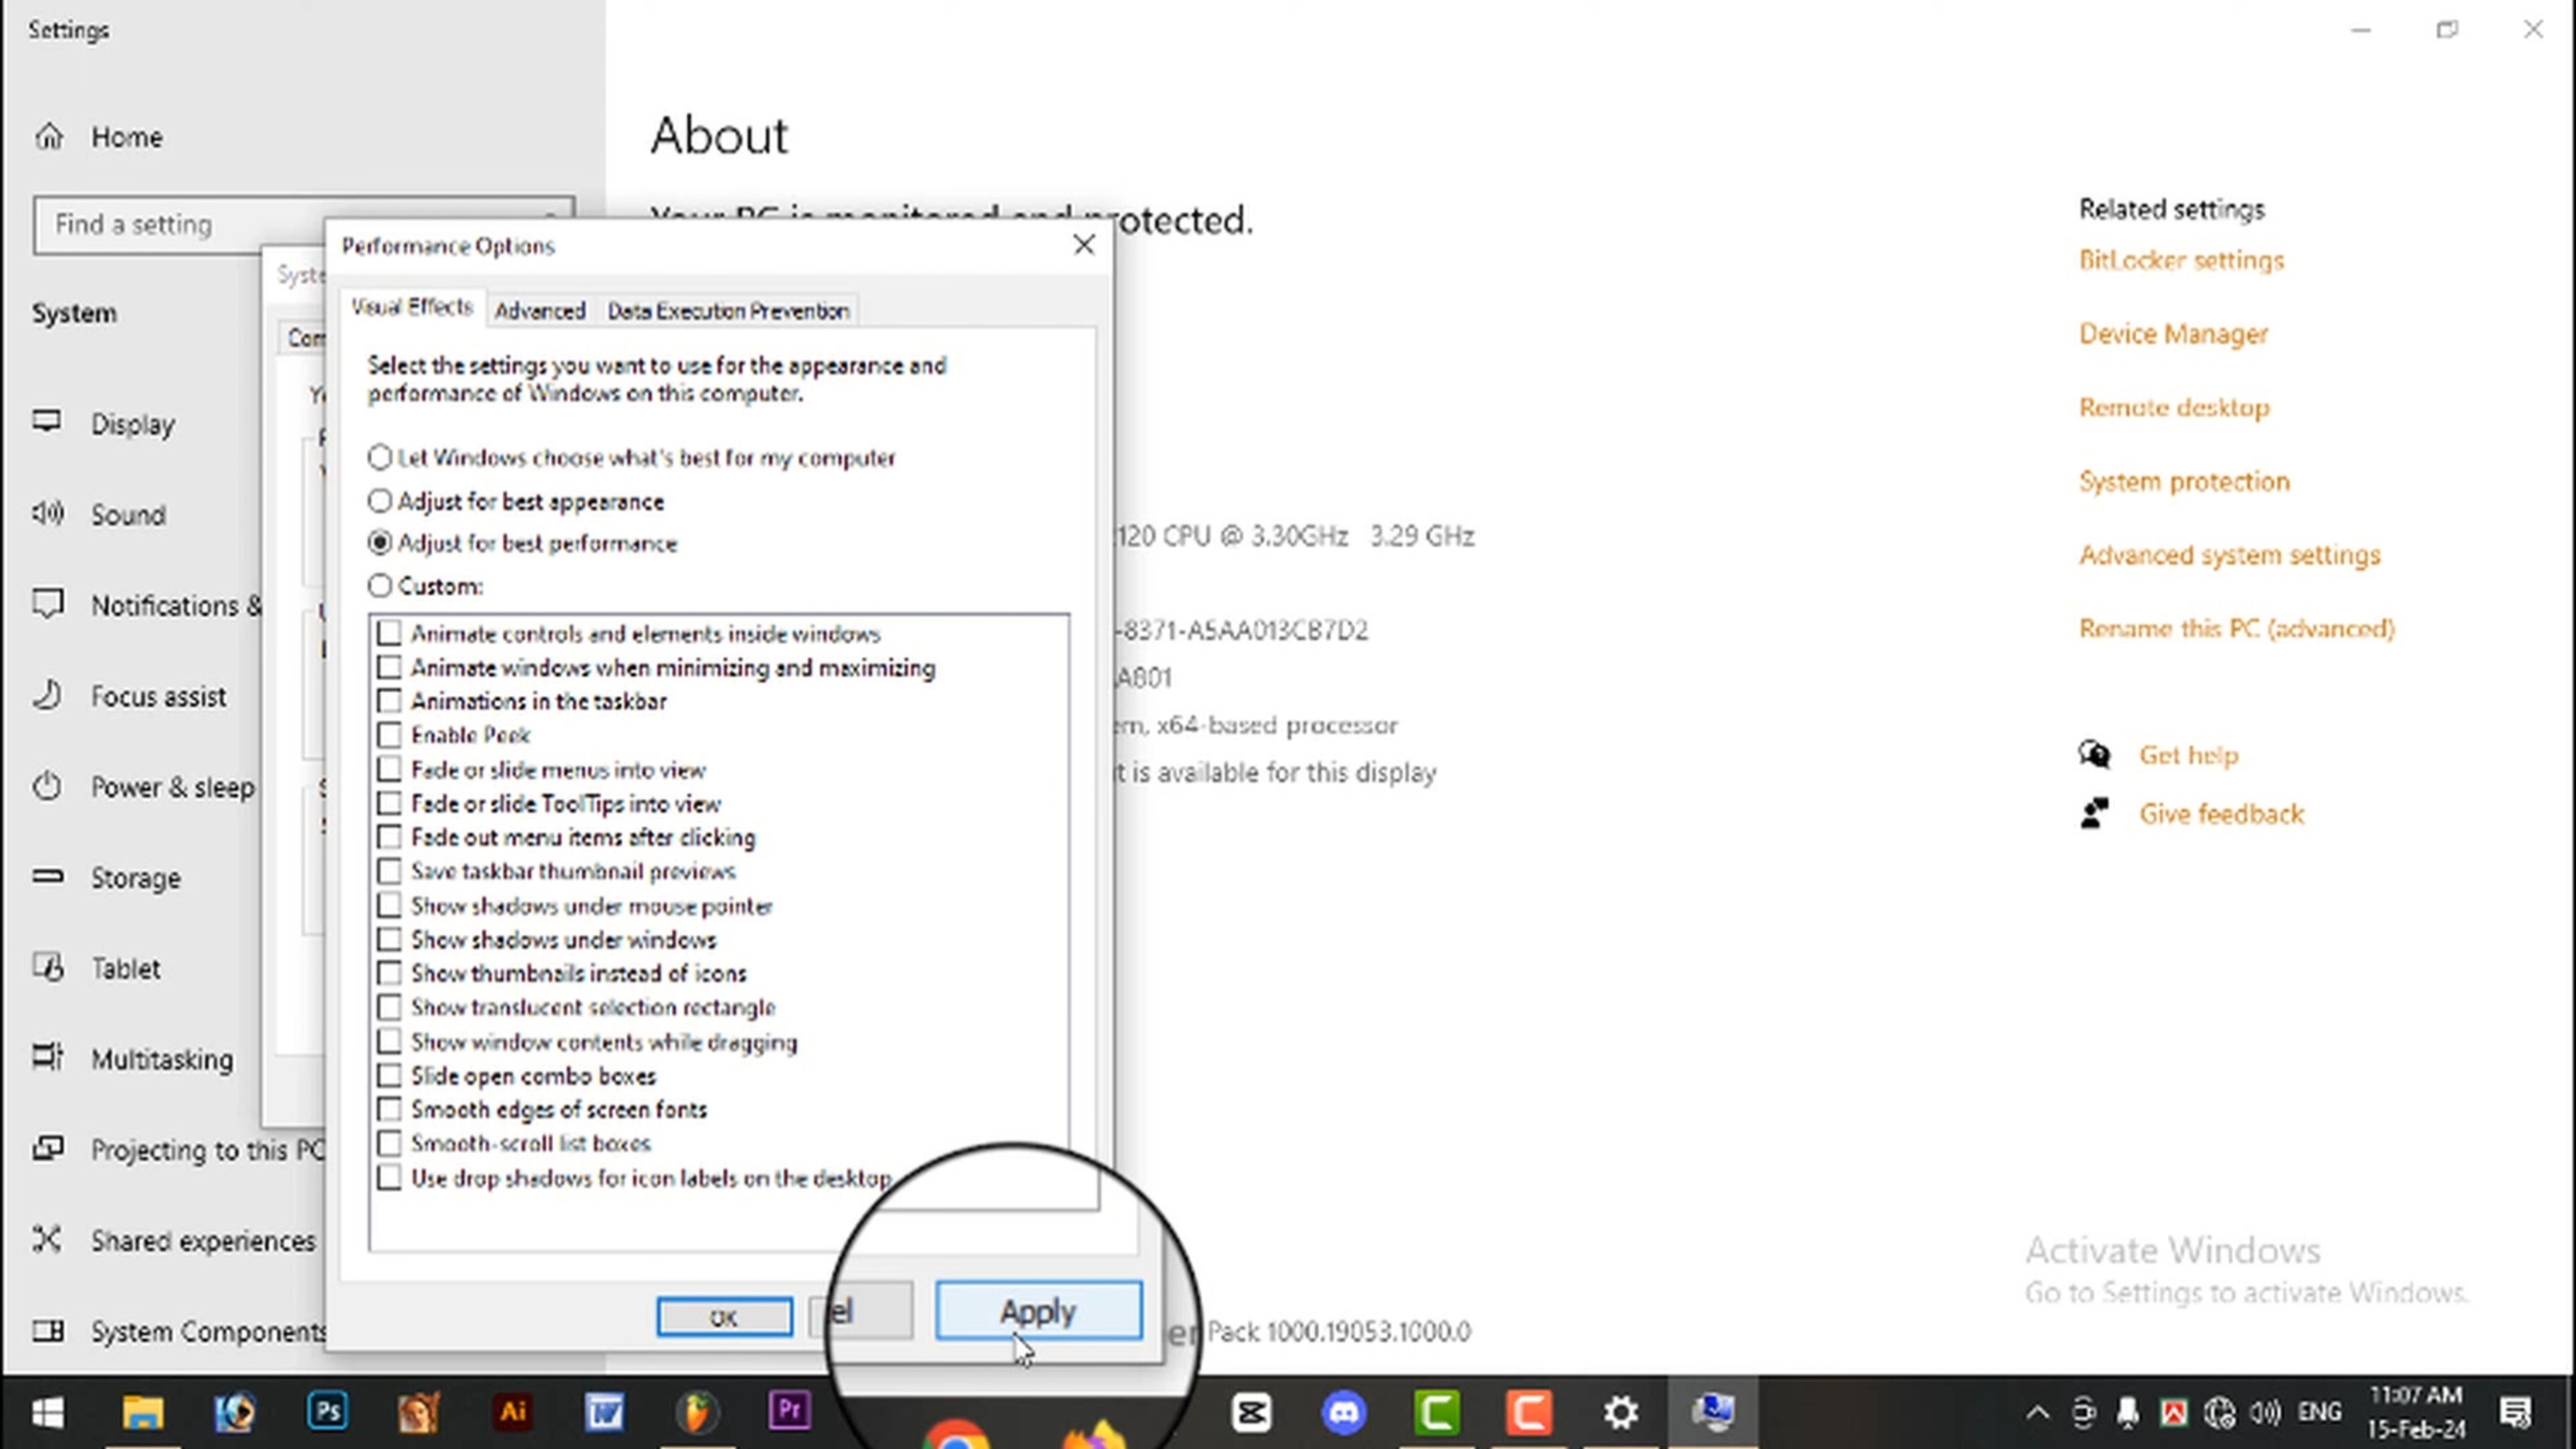 Settings
Home
Find a setting
System
Display
Sound
Notifications &
Focus assist
Power & sleep
Storage
Tablet
Multitasking
Projecting to this PC
Shared experiences
System Components
About
Your PC is monitored and protected.
120 CPU @ 3.30GHz 3.29 GHz
-8371-A5AA013CB7D2
AA801
em, x64-based processor
t is available for this display
Pack 1000.19053.1000.0
Syste
Com
Performance Options
Visual Effects
Advanced
Data Execution Prevention
Select the settings you want to use for the appearance and
performance of Windows on this computer.
Let Windows choose what's best for my computer
Adjust for best appearance
Adjust for best performance
Custom:
Animate controls and elements inside windows
Animate windows when minimizing and maximizing
Animations in the taskbar
Enable Peek
Fade or slide menus into view
Fade or slide ToolTips into view
Fade out menu items after clicking
Save taskbar thumbnail previews
Show shadows under mouse pointer
Show shadows under windows
Show thumbnails instead of icons
Show translucent selection rectangle
Show window contents while dragging
Slide open combo boxes
Smooth edges of screen fonts
Smooth-scroll list boxes
Use drop shadows for icon labels on the desktop
OK
el
Apply
Related settings
BitLocker settings
Device Manager
Remote desktop
System protection
Advanced system settings
Rename this PC (advanced)
Get help
Give feedback
Activate Windows
Go to Settings to activate Windows.
Ps
Ai
W
Pr
ENG
11:07 AM
15-Feb-24